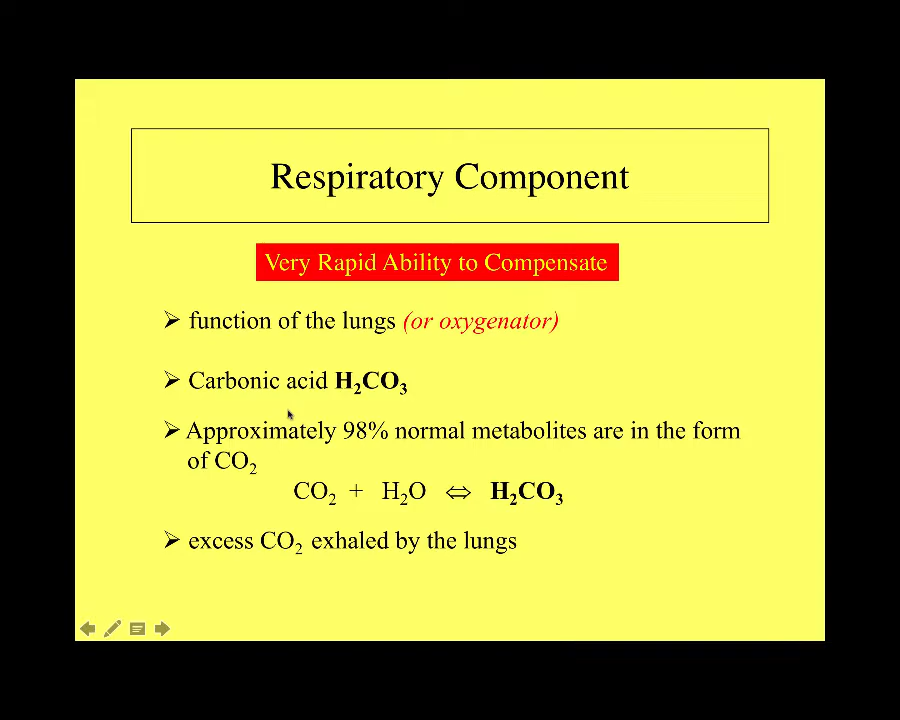 Respiratory Component
Very Rapid Ability to Compensate
➢ function of the lungs (or oxygenator)
➢ Carbonic acid H₂CO₃
➢ Approximately 98% normal metabolites are in the form
of CO₂
CO₂ + H₂O ⇔ H₂CO₃
➢ excess CO₂ exhaled by the lungs